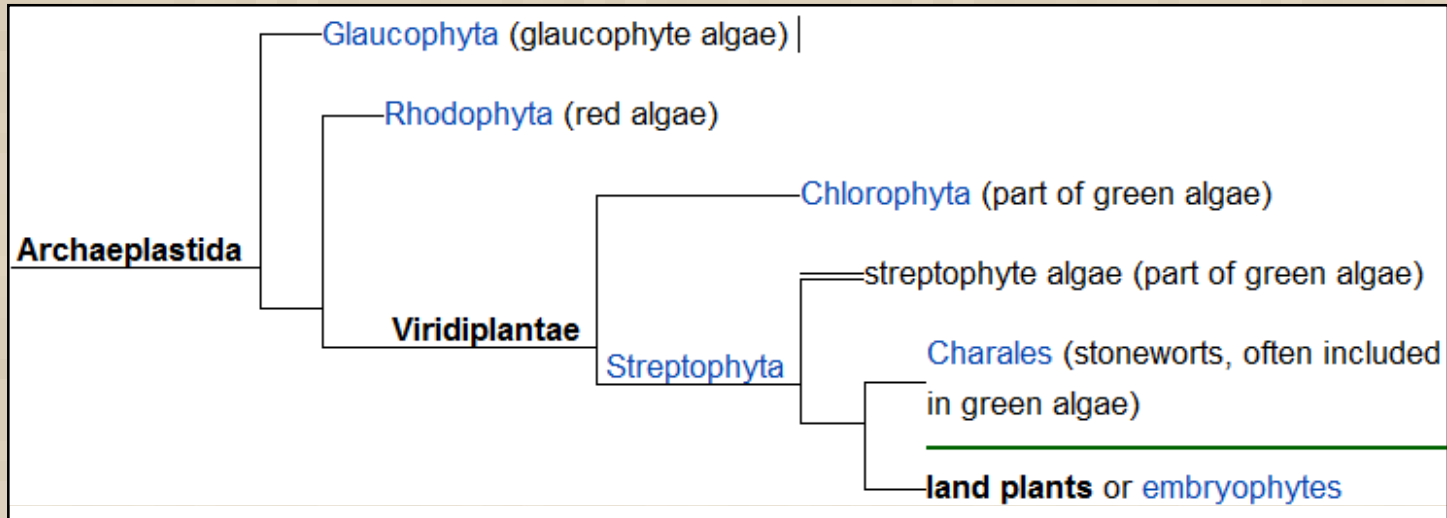 Glaucophyta (glaucophyte algae)
Rhodophyta (red algae)
Chlorophyta (part of green algae)
Archaeplastida
streptophyte algae (part of green algae)
Viridiplantae
Streptophyta
Charales (stoneworts, often included
in green algae)
land plants or embryophytes